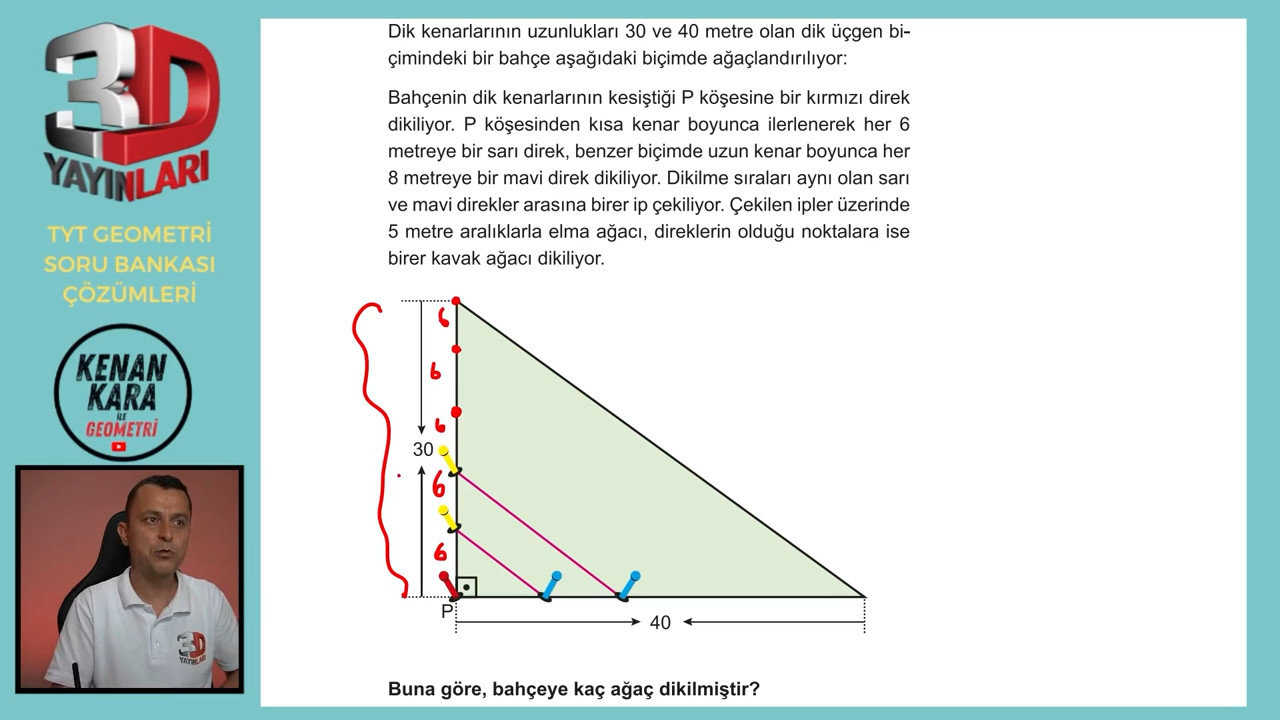 3D
YAYINLARI
TYT GEOMETRİ
SORU BANKASI
ÇÖZÜMLERİ
KENAN
KARA
İLE
GEOMETRİ
3D
YAYINLARI
Dik kenarlarının uzunlukları 30 ve 40 metre olan dik üçgen bi-
çimindeki bir bahçe aşağıdaki biçimde ağaçlandırılıyor:
Bahçenin dik kenarlarının kesiştiği P köşesine bir kırmızı direk
dikiliyor. P köşesinden kısa kenar boyunca ilerlenerek her 6
metreye bir sarı direk, benzer biçimde uzun kenar boyunca her
8 metreye bir mavi direk dikiliyor. Dikilme sıraları aynı olan sarı
ve mavi direkler arasına birer ip çekiliyor. Çekilen ipler üzerinde
5 metre aralıklarla elma ağacı, direklerin olduğu noktalara ise
birer kavak ağacı dikiliyor.
6
6
6
30
6
6
P
40
Buna göre, bahçeye kaç ağaç dikilmiştir?